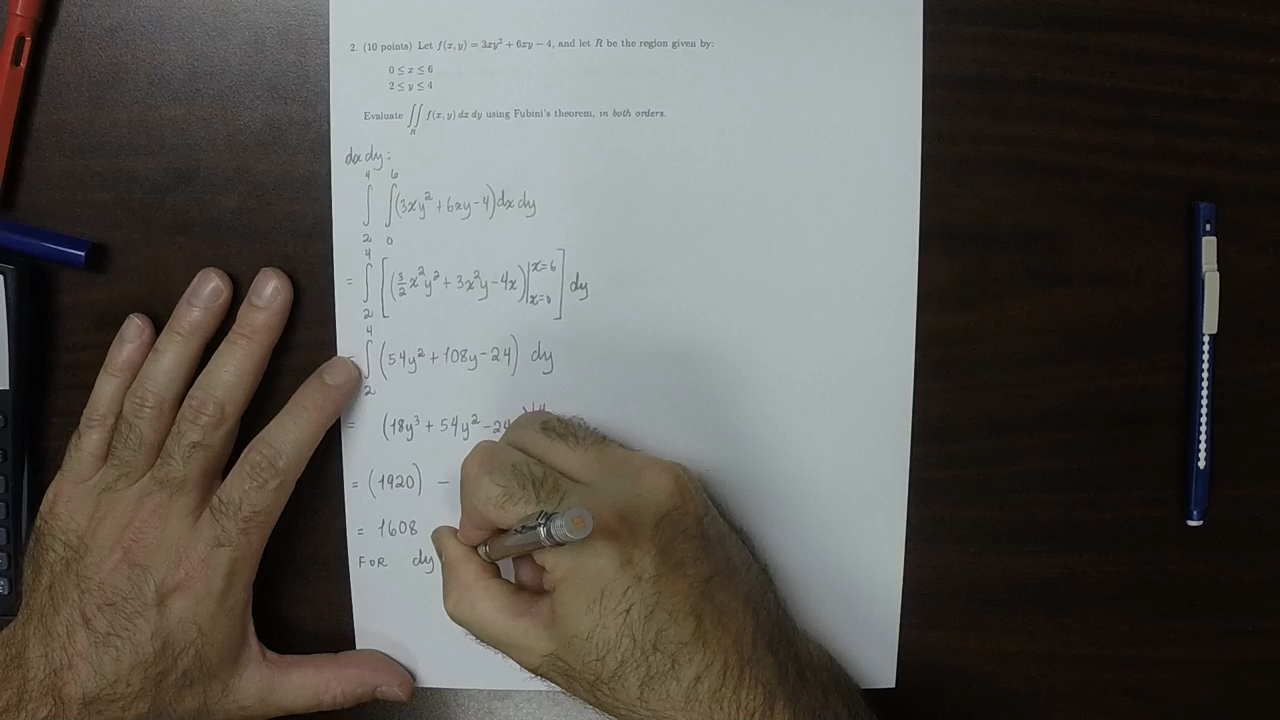 2. (10 points) Let f(x, y) = 3xy² + 6xy − 4, and let R be the region given by:
0 ≤ x ≤ 6
2 ≤ y ≤ 4
Evaluate ∬_R f(x, y) dx dy using Fubini's theorem, in both orders.
dx dy:
∫₂⁴ ∫₀⁶ (3xy² + 6xy − 4) dx dy
= ∫₂⁴ [(3/2 x²y² + 3x²y − 4x)|_{x=0}^{x=6}] dy
= ∫₂⁴ (54y² + 108y − 24) dy
= (18y³ + 54y² − 24
= (1920) −
= 1608
FOR dy